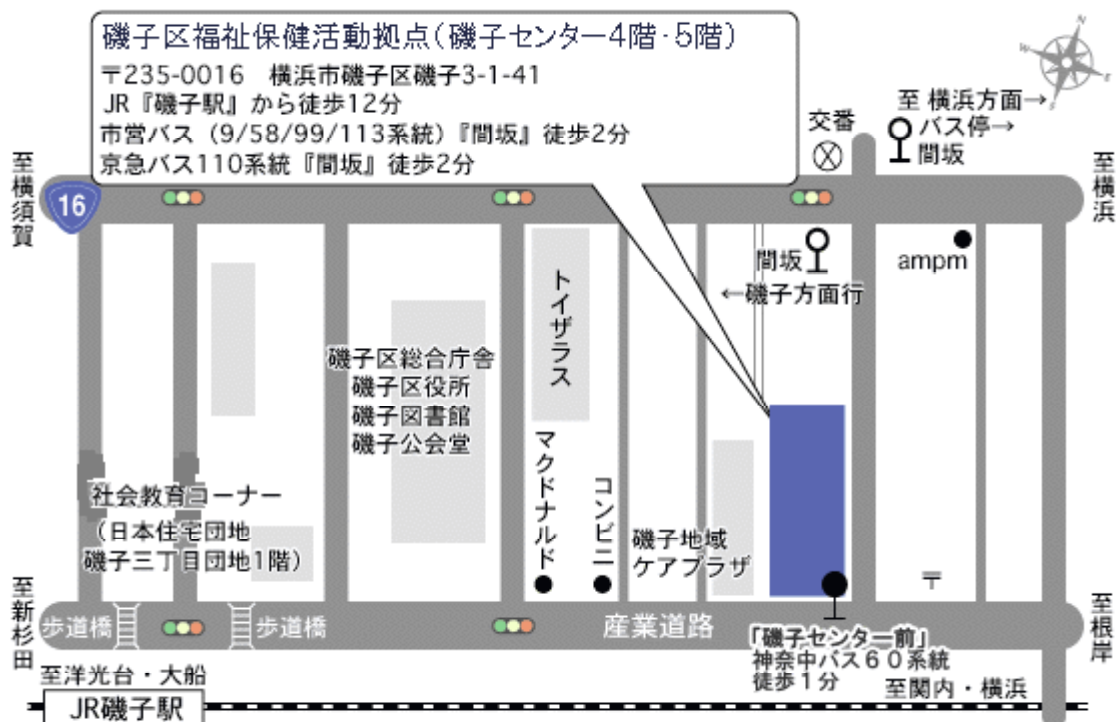 磯子区福祉保健活動拠点(磯子センター4階・5階)
〒235-0016 横浜市磯子区磯子3-1-41
JR『磯子駅』から徒歩12分
市営バス(9/58/99/113系統)『間坂』徒歩2分
京急バス110系統『間坂』徒歩2分
N
W
E
S
至 横浜方面→
交番
バス停→
間坂
至横須賀
16
至横浜
間坂
←磯子方面行
ampm
トイザラス
磯子区総合庁舎
磯子区役所
磯子図書館
磯子公会堂
マクドナルド
コンビニ
社会教育コーナー
(日本住宅団地
磯子三丁目団地1階)
磯子地域
ケアプラザ
〒
至新杉田
歩道橋
歩道橋
産業道路
至根岸
「磯子センター前」
神奈中バス60系統
徒歩1分
至洋光台・大船
至関内・横浜
JR磯子駅